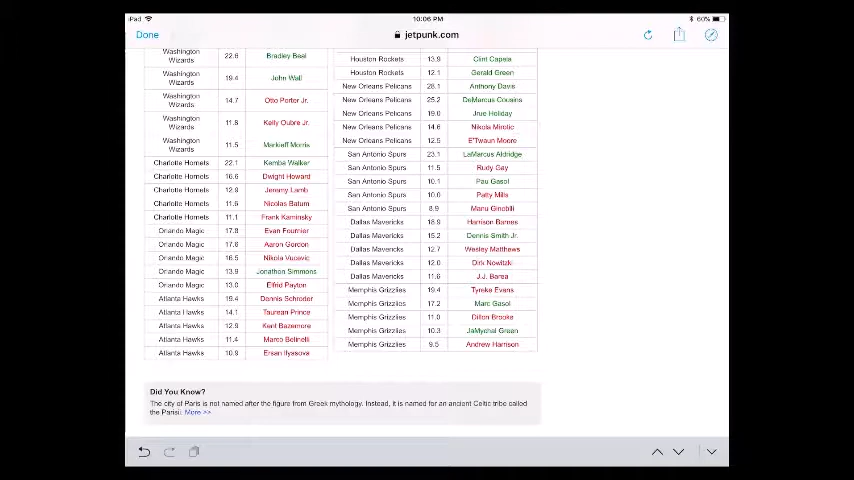 iPad 10:06 PM 60%
Done jetpunk.com
Washington
Wizards 22.6 Bradley Beal
Washington
Wizards 19.4 John Wall
Washington
Wizards 14.7 Otto Porter Jr.
Washington
Wizards 11.8 Kelly Oubre Jr.
Washington
Wizards 11.5 Markieff Morris
Charlotte Hornets 22.1 Kemba Walker
Charlotte Hornets 16.6 Dwight Howard
Charlotte Hornets 12.9 Jeremy Lamb
Charlotte Hornets 11.6 Nicolas Batum
Charlotte Hornets 11.1 Frank Kaminsky
Orlando Magic 17.8 Evan Fournier
Orlando Magic 17.6 Aaron Gordon
Orlando Magic 16.5 Nikola Vucevic
Orlando Magic 13.9 Jonathon Simmons
Orlando Magic 13.0 Elfrid Payton
Atlanta Hawks 19.4 Dennis Schroder
Atlanta Hawks 14.1 Taurean Prince
Atlanta Hawks 12.9 Kent Bazemore
Atlanta Hawks 11.4 Marco Belinelli
Atlanta Hawks 10.9 Ersan Ilyasova
Houston Rockets 13.9 Clint Capela
Houston Rockets 12.1 Gerald Green
New Orleans Pelicans 28.1 Anthony Davis
New Orleans Pelicans 25.2 DeMarcus Cousins
New Orleans Pelicans 19.0 Jrue Holiday
New Orleans Pelicans 14.6 Nikola Mirotic
New Orleans Pelicans 12.5 E'Twaun Moore
San Antonio Spurs 23.1 LaMarcus Aldridge
San Antonio Spurs 11.5 Rudy Gay
San Antonio Spurs 10.1 Pau Gasol
San Antonio Spurs 10.0 Patty Mills
San Antonio Spurs 8.9 Manu Ginobili
Dallas Mavericks 18.9 Harrison Barnes
Dallas Mavericks 15.2 Dennis Smith Jr.
Dallas Mavericks 12.7 Wesley Matthews
Dallas Mavericks 12.0 Dirk Nowitzki
Dallas Mavericks 11.6 J.J. Barea
Memphis Grizzlies 19.4 Tyreke Evans
Memphis Grizzlies 17.2 Marc Gasol
Memphis Grizzlies 11.0 Dillon Brooks
Memphis Grizzlies 10.3 JaMychal Green
Memphis Grizzlies 9.5 Andrew Harrison
Did You Know?
The city of Paris is not named after the figure from Greek mythology. Instead, it is named for an ancient Celtic tribe called
the Parisii. More >>